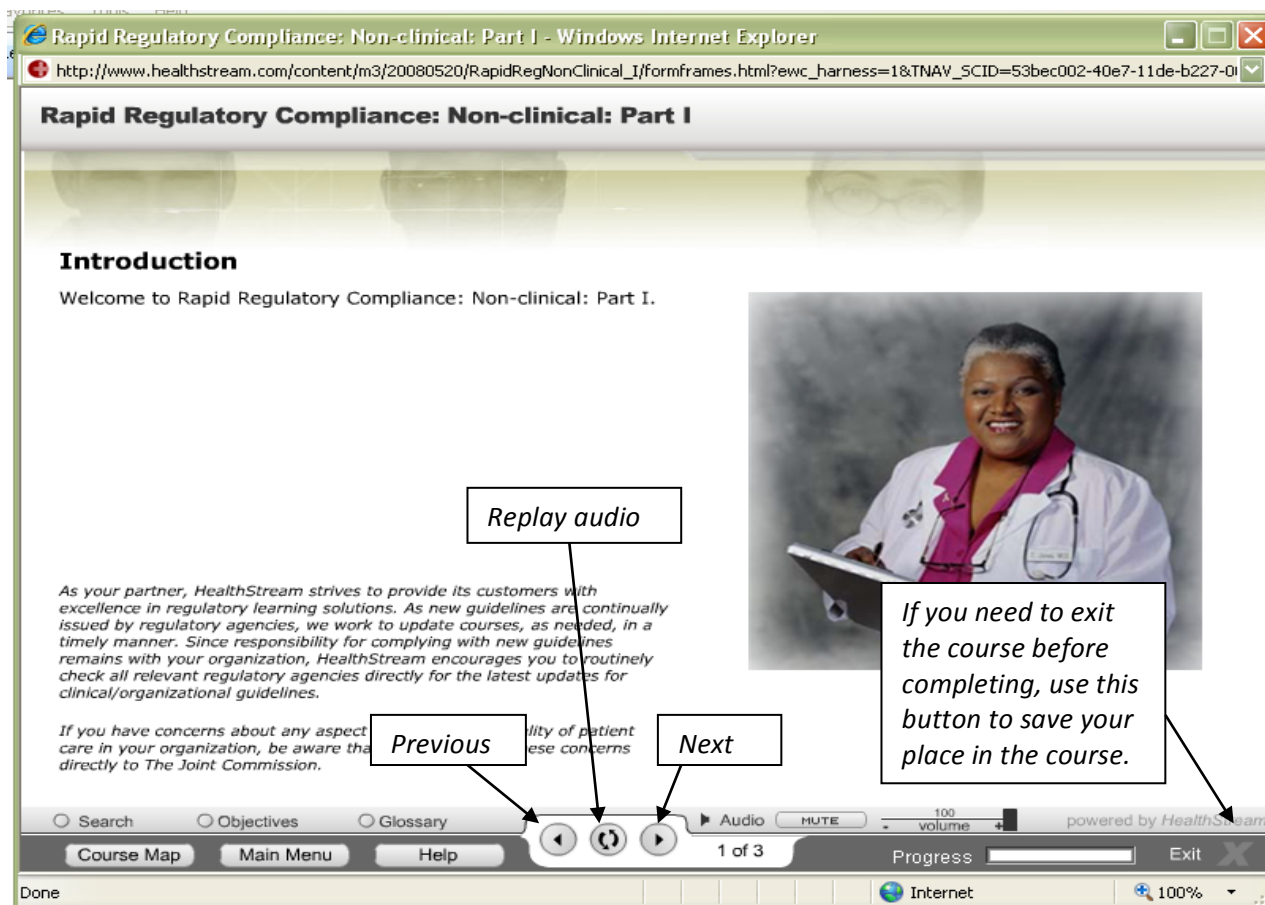 Tools Help
Rapid Regulatory Compliance: Non-clinical: Part I - Windows Internet Explorer
http://www.healthstream.com/content/m3/20080520/RapidRegNonClinical_I/formframes.html?ewc_harness=1&TNAV_SCID=53bec002-40e7-11de-b227-0
Rapid Regulatory Compliance: Non-clinical: Part I
Introduction
Welcome to Rapid Regulatory Compliance: Non-clinical: Part I.
Replay audio
As your partner, HealthStream strives to provide its customers with
excellence in regulatory learning solutions. As new guidelines are continually
issued by regulatory agencies, we work to update courses, as needed, in a
timely manner. Since responsibility for complying with new guidelines
remains with your organization, HealthStream encourages you to routinely
check all relevant regulatory agencies directly for the latest updates for
clinical/organizational guidelines.
If you have concerns about any aspect lity of patient
care in your organization, be aware tha ese concerns
directly to The Joint Commission.
Previous
Next
If you need to exit
the course before
completing, use this
button to save your
place in the course.
Search Objectives Glossary
Audio MUTE - 100 volume +
powered by HealthStream
Course Map Main Menu Help
1 of 3
Progress
Exit X
Done
Internet
100%